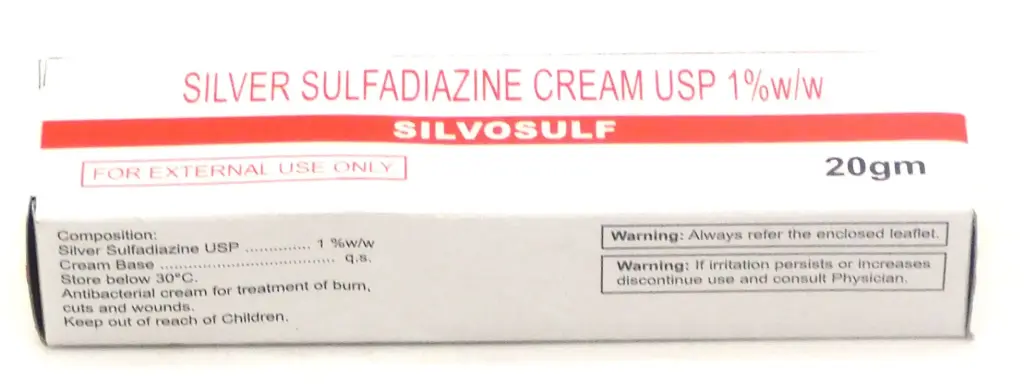 SILVER SULFADIAZINE CREAM USP 1%w/w
SILVOSULF
FOR EXTERNAL USE ONLY
20gm
Composition:
Silver Sulfadiazine USP .............. 1 %w/w
Cream Base ..................................... q.s.
Store below 30°C.
Antibacterial cream for treatment of burn,
cuts and wounds.
Keep out of reach of Children.
Warning: Always refer the enclosed leaflet.
Warning: If irritation persists or increases
discontinue use and consult Physician.